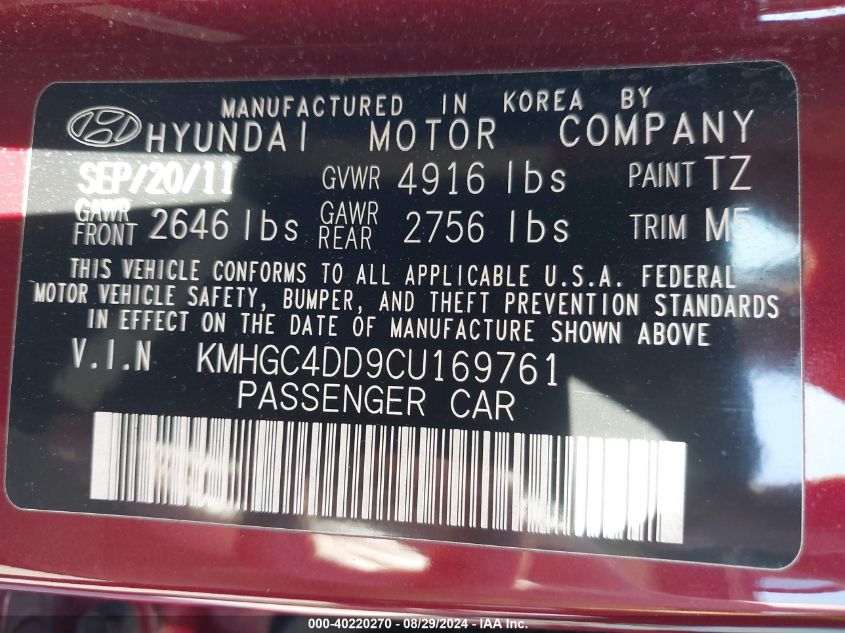 MANUFACTURED IN KOREA BY
HYUNDAI MOTOR COMPANY
SEP/20/11 GVWR 4916 lbs PAINT TZ
GAWR FRONT 2646 lbs GAWR REAR 2756 lbs TRIM M5
THIS VEHICLE CONFORMS TO ALL APPLICABLE U.S.A. FEDERAL
MOTOR VEHICLE SAFETY, BUMPER, AND THEFT PREVENTION STANDARDS
IN EFFECT ON THE DATE OF MANUFACTURE SHOWN ABOVE
V.I.N KMHGC4DD9CU169761
PASSENGER CAR
000-40220270 - 08/29/2024 - IAA Inc.